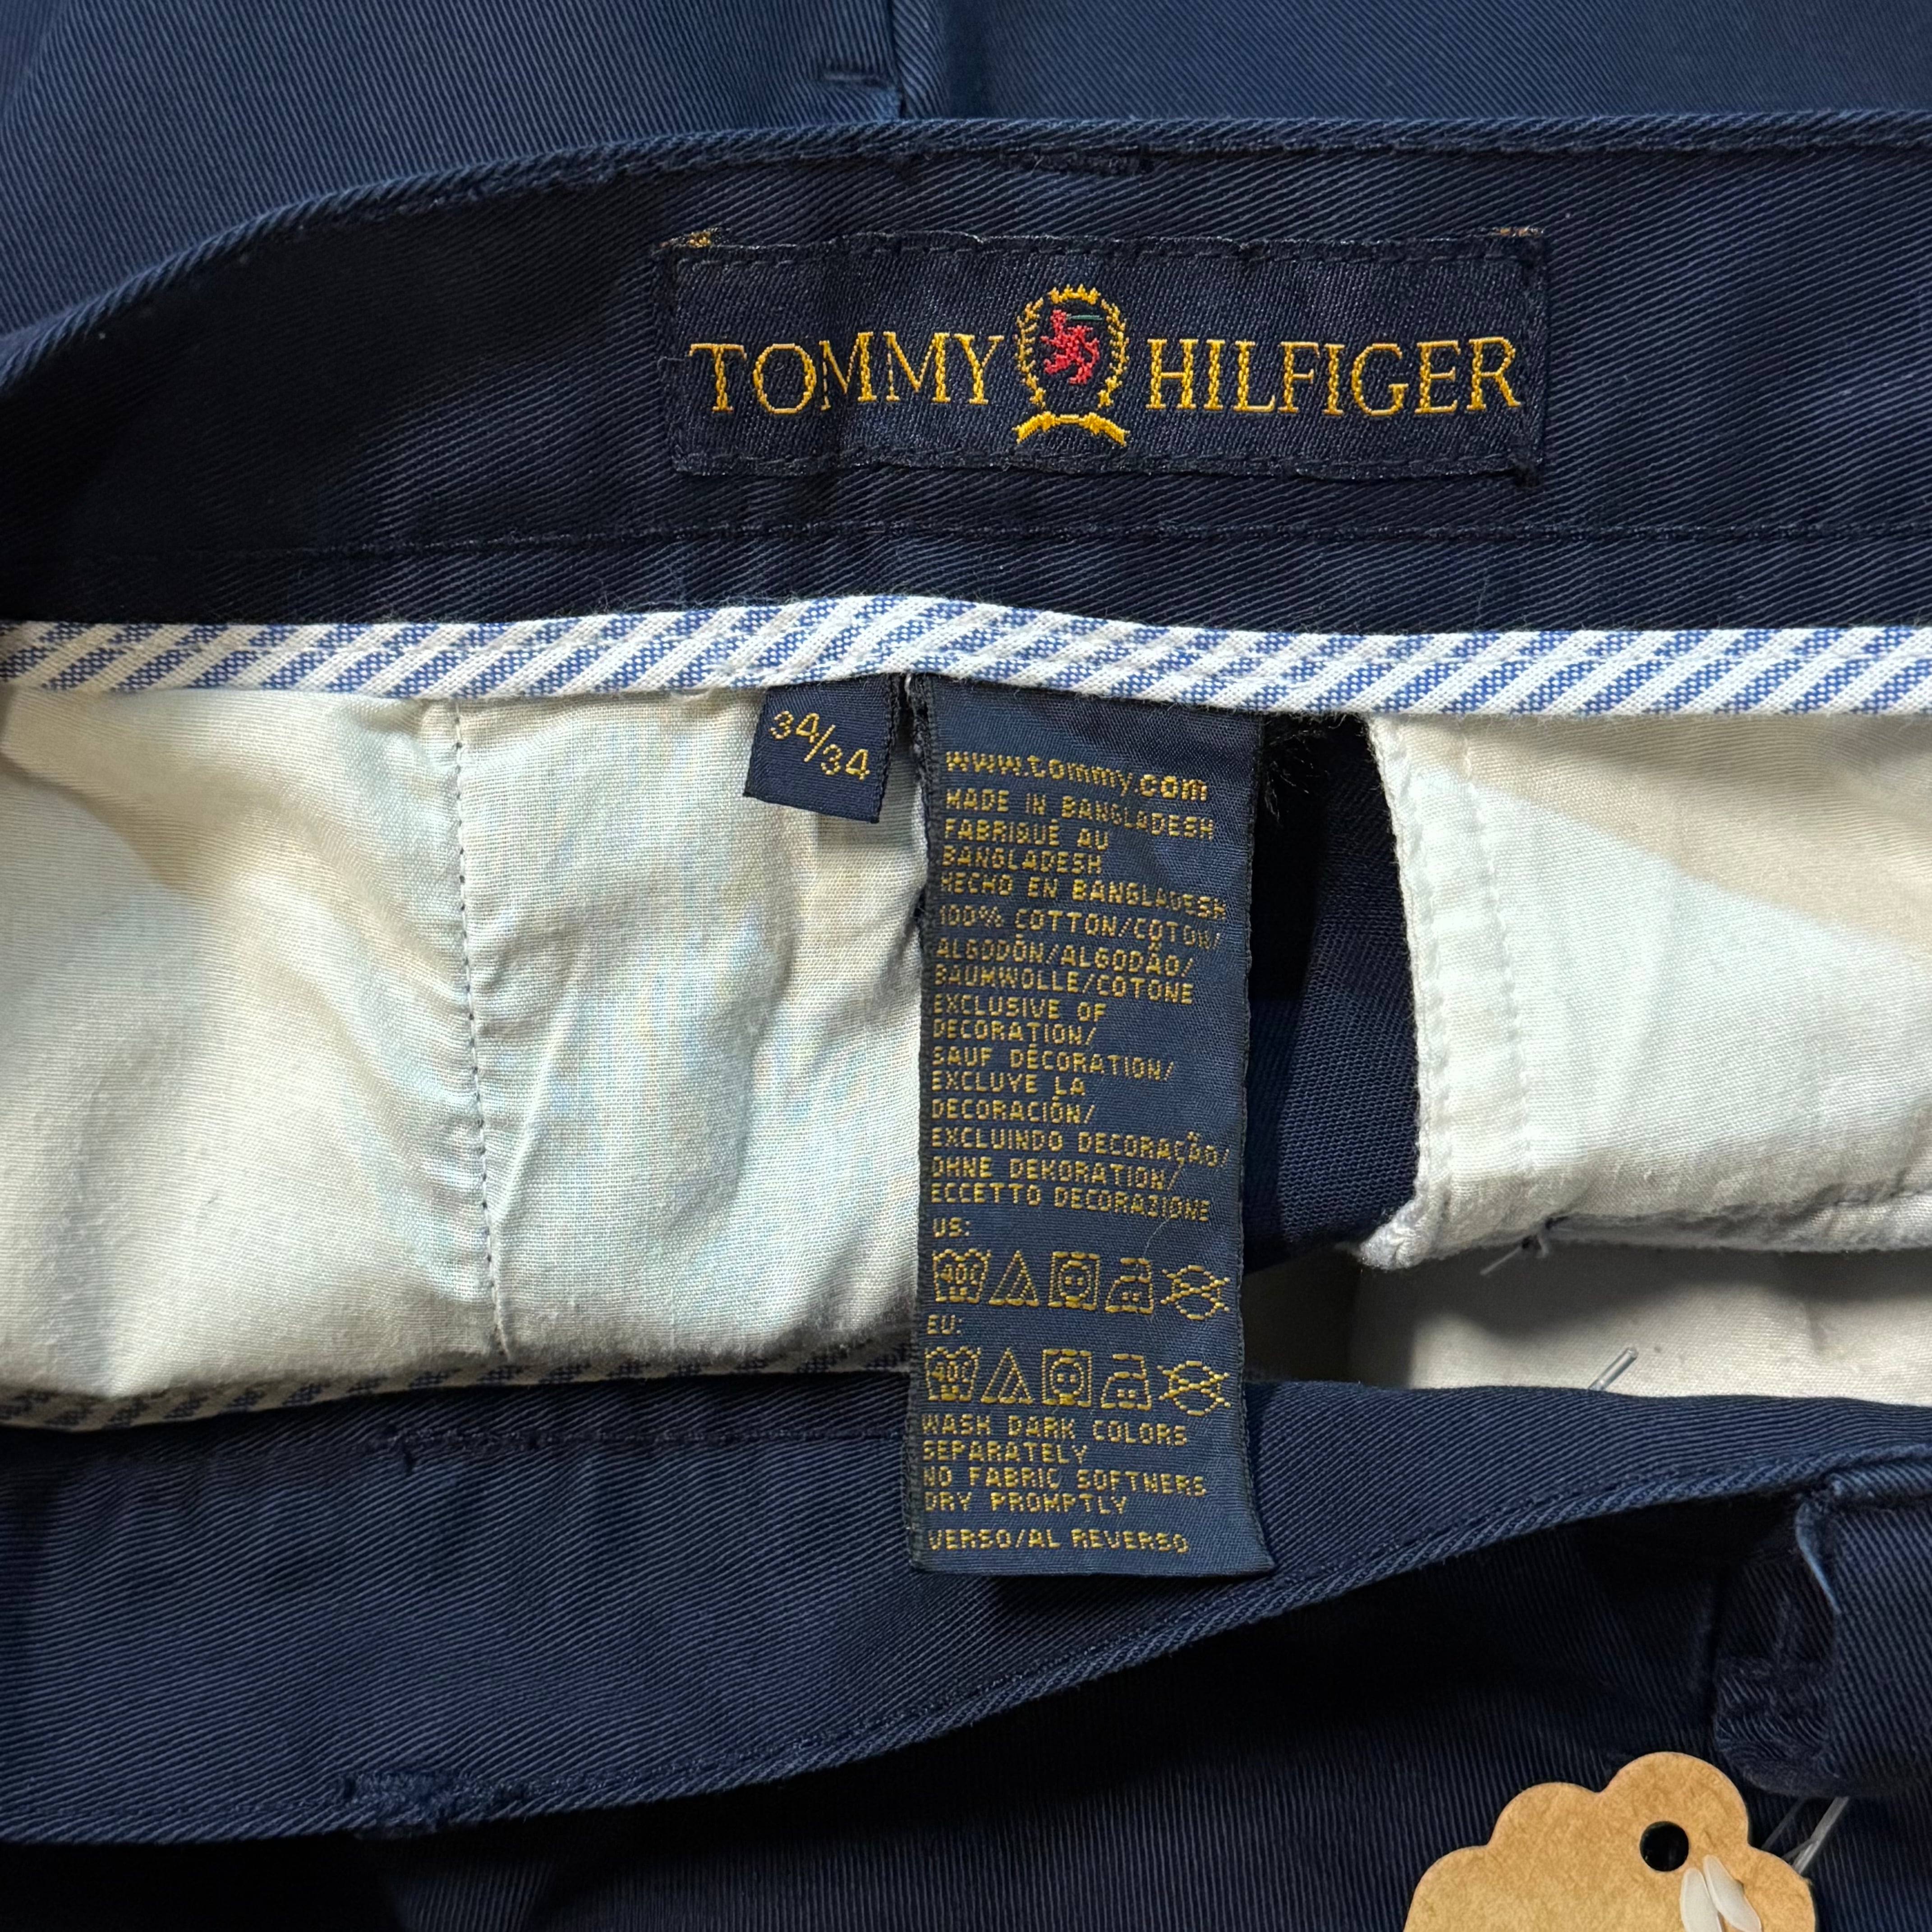 TOMMY HILFIGER
34/34
www.tommy.com
MADE IN BANGLADESH
FABRIQUÉ AU
BANGLADESH
HECHO EN BANGLADESH
100% COTTON/COTON/
ALGODÓN/ALGODÃO/
BAUMWOLLE/COTONE
EXCLUSIVE OF
DECORATION/
SAUF DÉCORATION/
EXCLUYE LA
DECORACIÓN/
EXCLUINDO DECORAÇÃO/
OHNE DEKORATION/
ECCETTO DECORAZIONE
US:
40C
EU:
40C
WASH DARK COLORS
SEPARATELY
NO FABRIC SOFTNERS
DRY PROMPTLY
VERSO/AL REVERSO